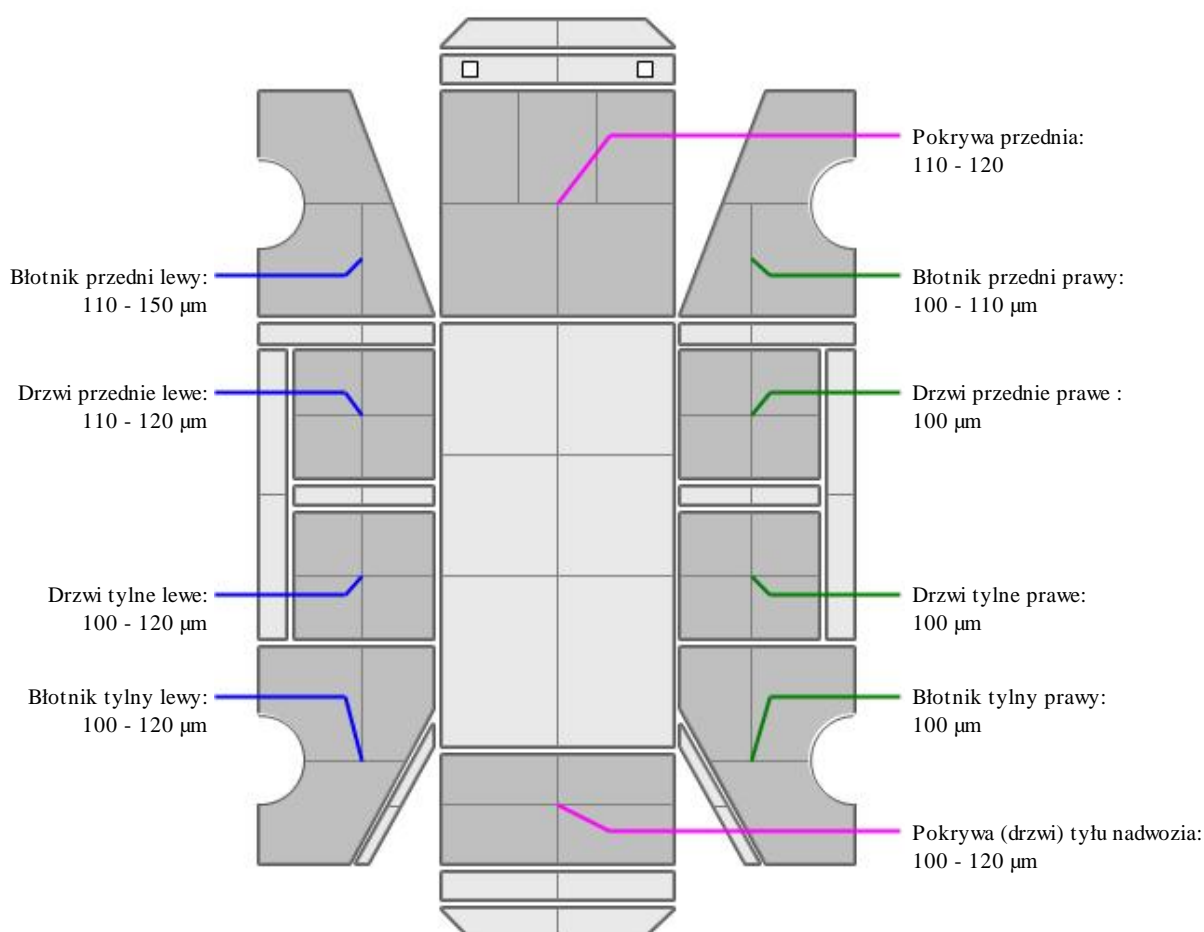 Pokrywa przednia:
110 - 120
Błotnik przedni lewy:
110 - 150 µm
Błotnik przedni prawy:
100 - 110 µm
Drzwi przednie lewe:
110 - 120 µm
Drzwi przednie prawe :
100 µm
Drzwi tylne lewe:
100 - 120 µm
Drzwi tylne prawe:
100 µm
Błotnik tylny lewy:
100 - 120 µm
Błotnik tylny prawy:
100 µm
Pokrywa (drzwi) tyłu nadwozia:
100 - 120 µm